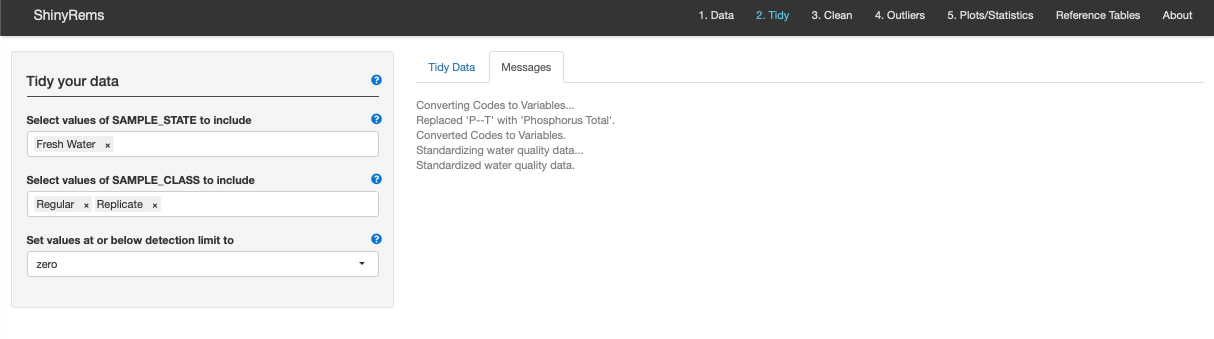 ShinyRems 1. Data 2. Tidy 3. Clean 4. Outliers 5. Plots/Statistics Reference Tables About
Tidy your data ?
Select values of SAMPLE_STATE to include ?
Fresh Water ×
Select values of SAMPLE_CLASS to include ?
Regular × Replicate ×
Set values at or below detection limit to ?
zero
Tidy Data Messages
Converting Codes to Variables...
Replaced 'P--T' with 'Phosphorus Total'.
Converted Codes to Variables.
Standardizing water quality data...
Standardized water quality data.